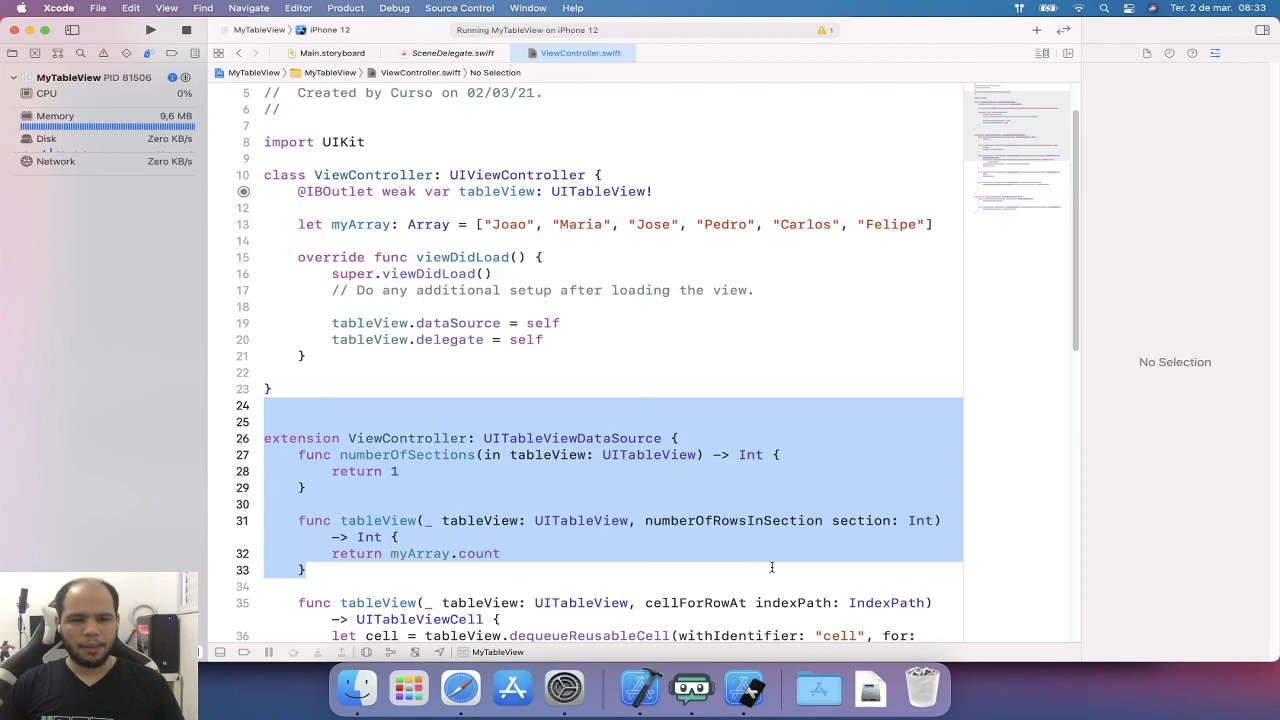 Xcode File Edit View Find Navigate Editor Product Debug Source Control Window Help
Ter. 2 de mar. 08:33
MyTableView iPhone 12
Running MyTableView on iPhone 12
1
Main.storyboard SceneDelegate.swift ViewController.swift
MyTableView MyTableView ViewController.swift No Selection
MyTableView PID 81506
CPU 0%
Memory 9,6 MB
Disk Zero KB/s
Network Zero KB/s
5 // Created by Curso on 02/03/21.
6
7
8 import UIKit
9
10 class ViewController: UIViewController {
@IBOutlet weak var tableView: UITableView!
12
13 let myArray: Array = ["Joao", "Maria", "Jose", "Pedro", "Carlos", "Felipe"]
14
15 override func viewDidLoad() {
16 super.viewDidLoad()
17 // Do any additional setup after loading the view.
18
19 tableView.dataSource = self
20 tableView.delegate = self
21 }
22
23 }
24
25
26 extension ViewController: UITableViewDataSource {
27 func numberOfSections(in tableView: UITableView) -> Int {
28 return 1
29 }
30
31 func tableView(_ tableView: UITableView, numberOfRowsInSection section: Int)
-> Int {
32 return myArray.count
33 }
34
35 func tableView(_ tableView: UITableView, cellForRowAt indexPath: IndexPath)
-> UITableViewCell {
36 let cell = tableView.dequeueReusableCell(withIdentifier: "cell", for:
No Selection
MyTableView